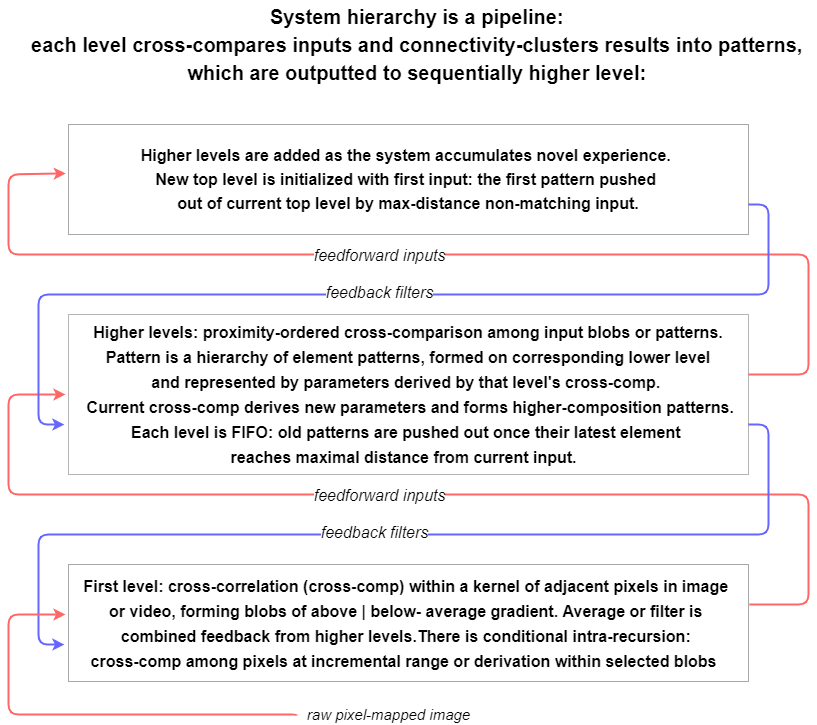 System hierarchy is a pipeline:
each level cross-compares inputs and connectivity-clusters results into patterns,
which are outputted to sequentially higher level:
Higher levels are added as the system accumulates novel experience.
New top level is initialized with first input: the first pattern pushed
out of current top level by max-distance non-matching input.
feedforward inputs
feedback filters
Higher levels: proximity-ordered cross-comparison among input blobs or patterns.
Pattern is a hierarchy of element patterns, formed on corresponding lower level
and represented by parameters derived by that level's cross-comp.
Current cross-comp derives new parameters and forms higher-composition patterns.
Each level is FIFO: old patterns are pushed out once their latest element
reaches maximal distance from current input.
feedforward inputs
feedback filters
First level: cross-correlation (cross-comp) within a kernel of adjacent pixels in image
or video, forming blobs of above | below- average gradient. Average or filter is
combined feedback from higher levels.There is conditional intra-recursion:
cross-comp among pixels at incremental range or derivation within selected blobs
raw pixel-mapped image